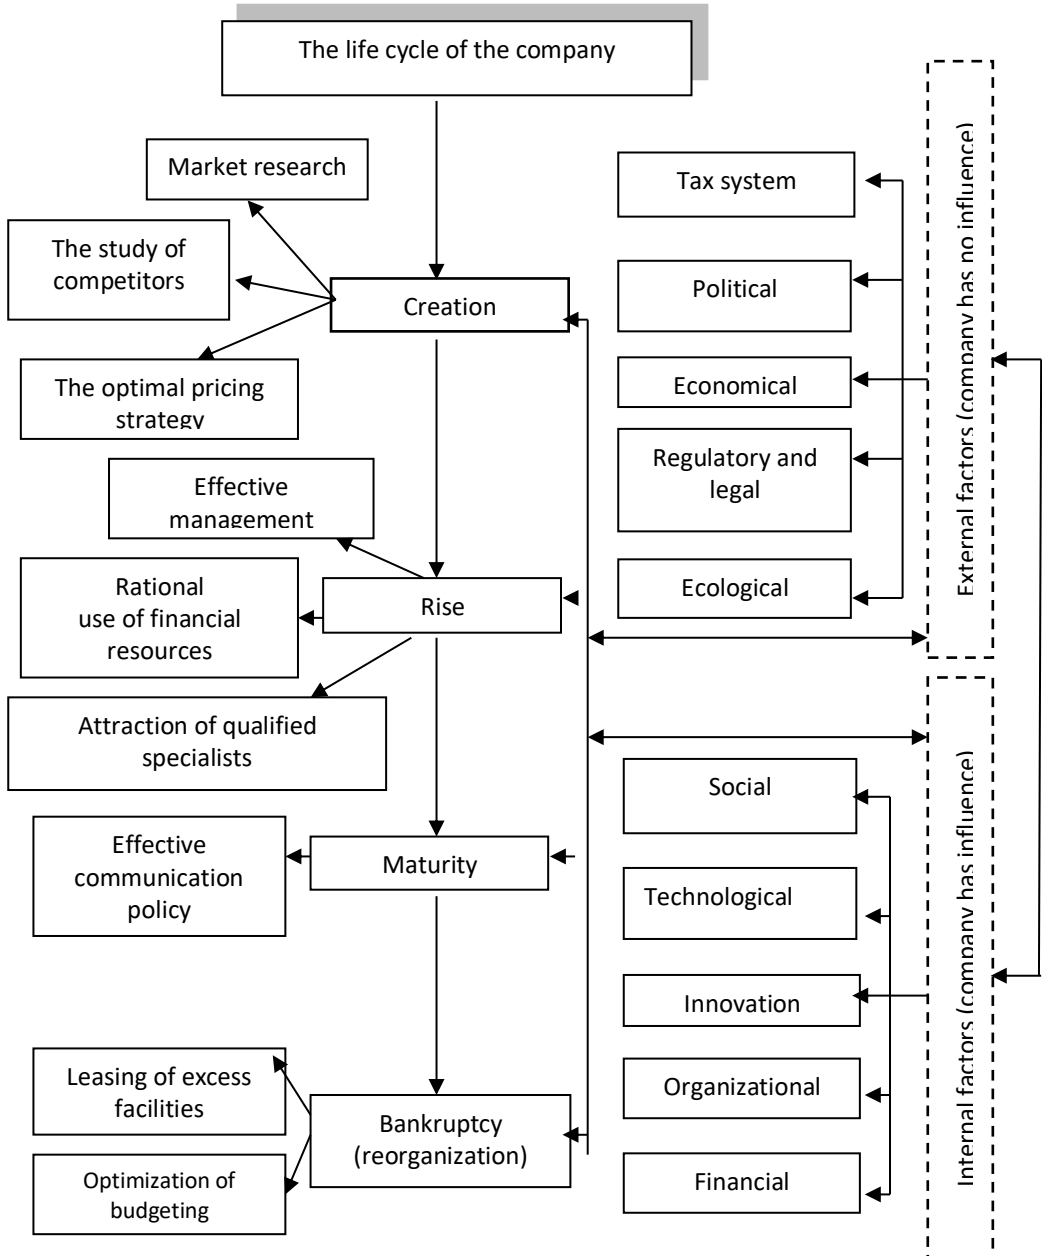 The life cycle of the company
Market research
The study of
competitors
Creation
The optimal pricing
strategy
Effective
management
Rational
use of financial
resources
Rise
Attraction of qualified
specialists
Effective
communication
policy
Maturity
Leasing of excess
facilities
Bankruptcy
(reorganization)
Optimization of
budgeting
Tax system
Political
Economical
Regulatory and
legal
Ecological
External factors (company has no influence)
Social
Technological
Innovation
Organizational
Financial
Internal factors (company has influence)